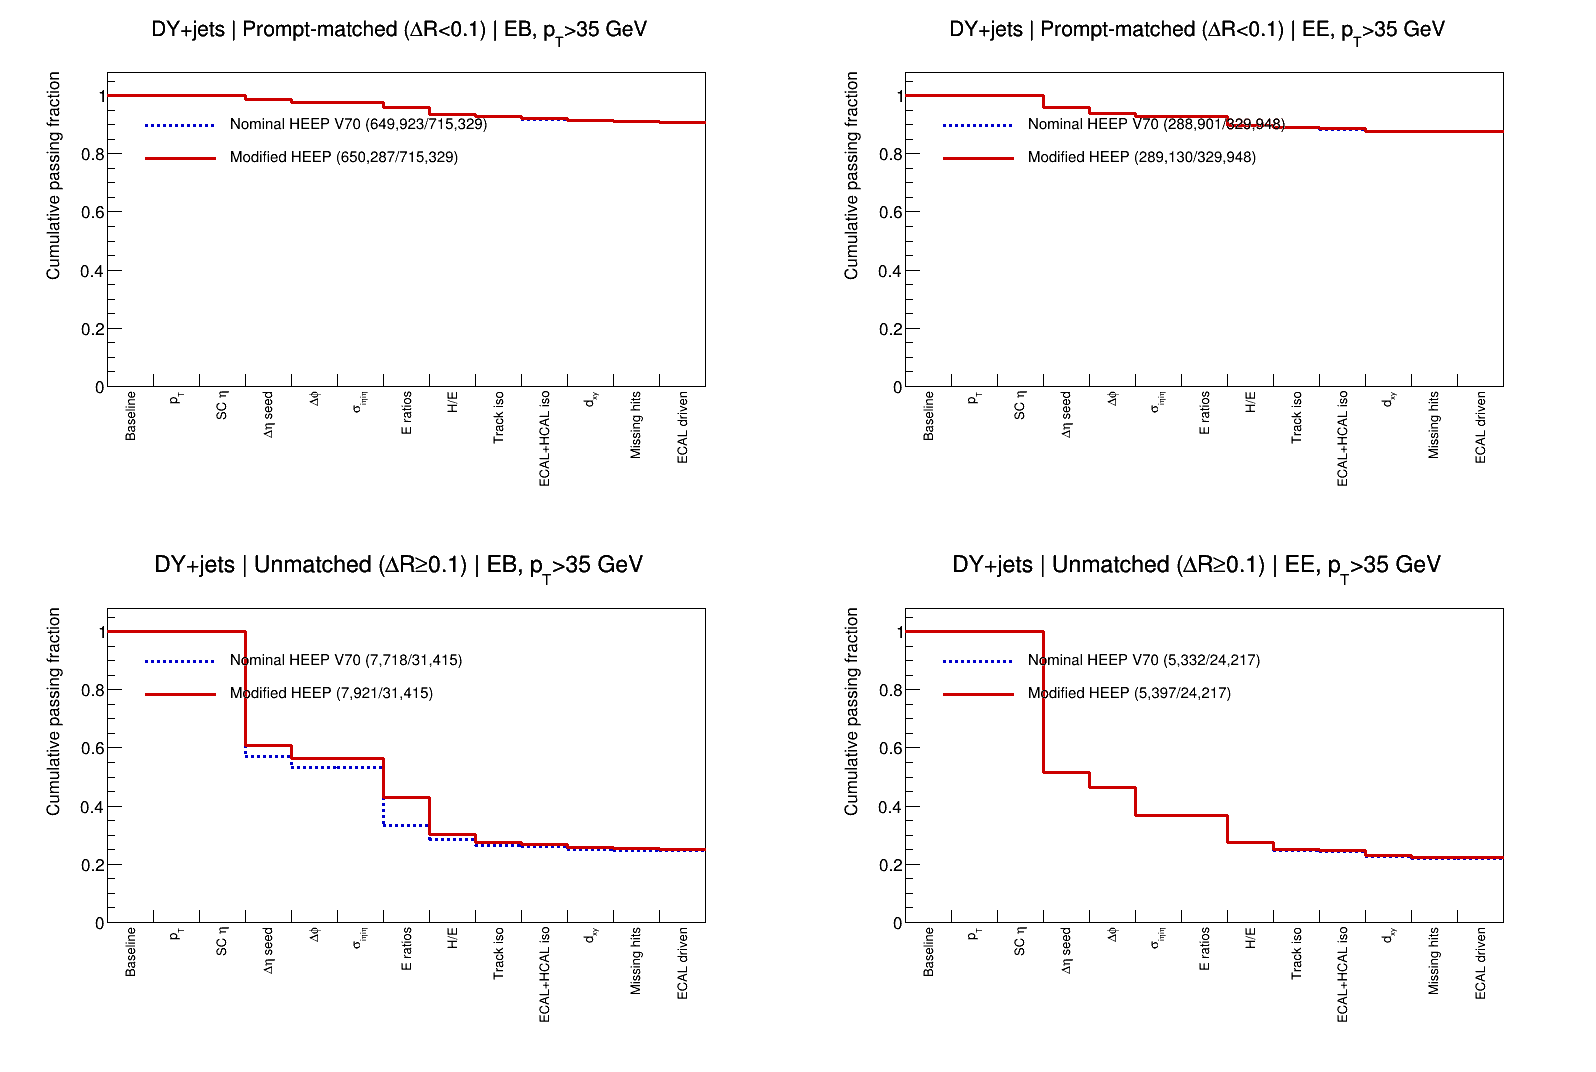 DY+jets | Prompt-matched (ΔR<0.1) | EB, pT>35 GeV
Cumulative passing fraction
1
0.8
0.6
0.4
0.2
0
Nominal HEEP V70 (649,923/715,329)
Modified HEEP (650,287/715,329)
Baseline
pT
SC η
Δη seed
Δϕ
σiηiη
E ratios
H/E
Track iso
ECAL+HCAL iso
dxy
Missing hits
ECAL driven
DY+jets | Prompt-matched (ΔR<0.1) | EE, pT>35 GeV
Cumulative passing fraction
1
0.8
0.6
0.4
0.2
0
Nominal HEEP V70 (288,901/329,948)
Modified HEEP (289,130/329,948)
Baseline
pT
SC η
Δη seed
Δϕ
σiηiη
E ratios
H/E
Track iso
ECAL+HCAL iso
dxy
Missing hits
ECAL driven
DY+jets | Unmatched (ΔR≥0.1) | EB, pT>35 GeV
Cumulative passing fraction
1
0.8
0.6
0.4
0.2
0
Nominal HEEP V70 (7,718/31,415)
Modified HEEP (7,921/31,415)
Baseline
pT
SC η
Δη seed
Δϕ
σiηiη
E ratios
H/E
Track iso
ECAL+HCAL iso
dxy
Missing hits
ECAL driven
DY+jets | Unmatched (ΔR≥0.1) | EE, pT>35 GeV
Cumulative passing fraction
1
0.8
0.6
0.4
0.2
0
Nominal HEEP V70 (5,332/24,217)
Modified HEEP (5,397/24,217)
Baseline
pT
SC η
Δη seed
Δϕ
σiηiη
E ratios
H/E
Track iso
ECAL+HCAL iso
dxy
Missing hits
ECAL driven